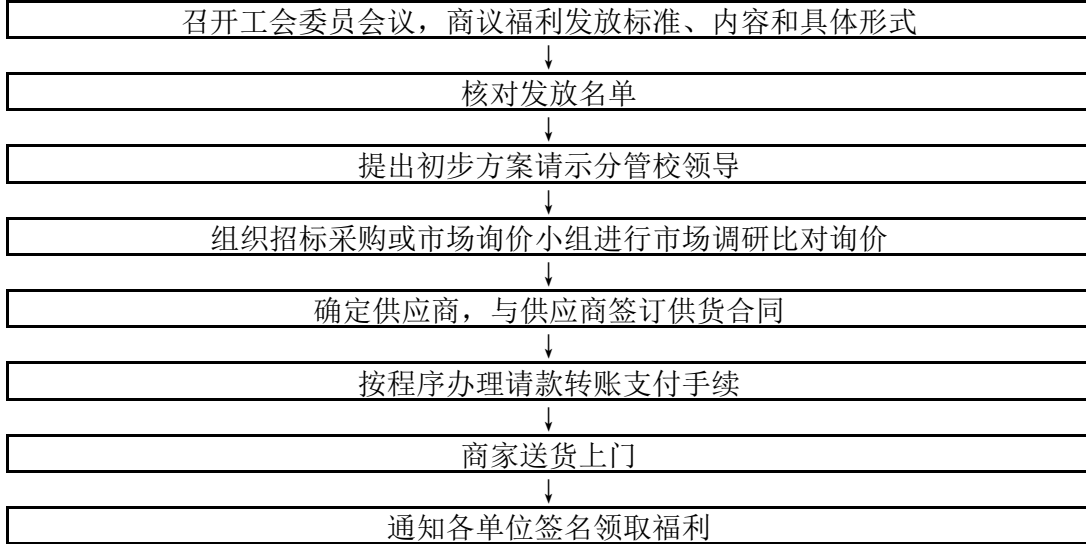 召开工会委员会议，商议福利发放标准、内容和具体形式
↓
核对发放名单
↓
提出初步方案请示分管校领导
↓
组织招标采购或市场询价小组进行市场调研比对询价
↓
确定供应商，与供应商签订供货合同
↓
按程序办理请款转账支付手续
↓
商家送货上门
↓
通知各单位签名领取福利